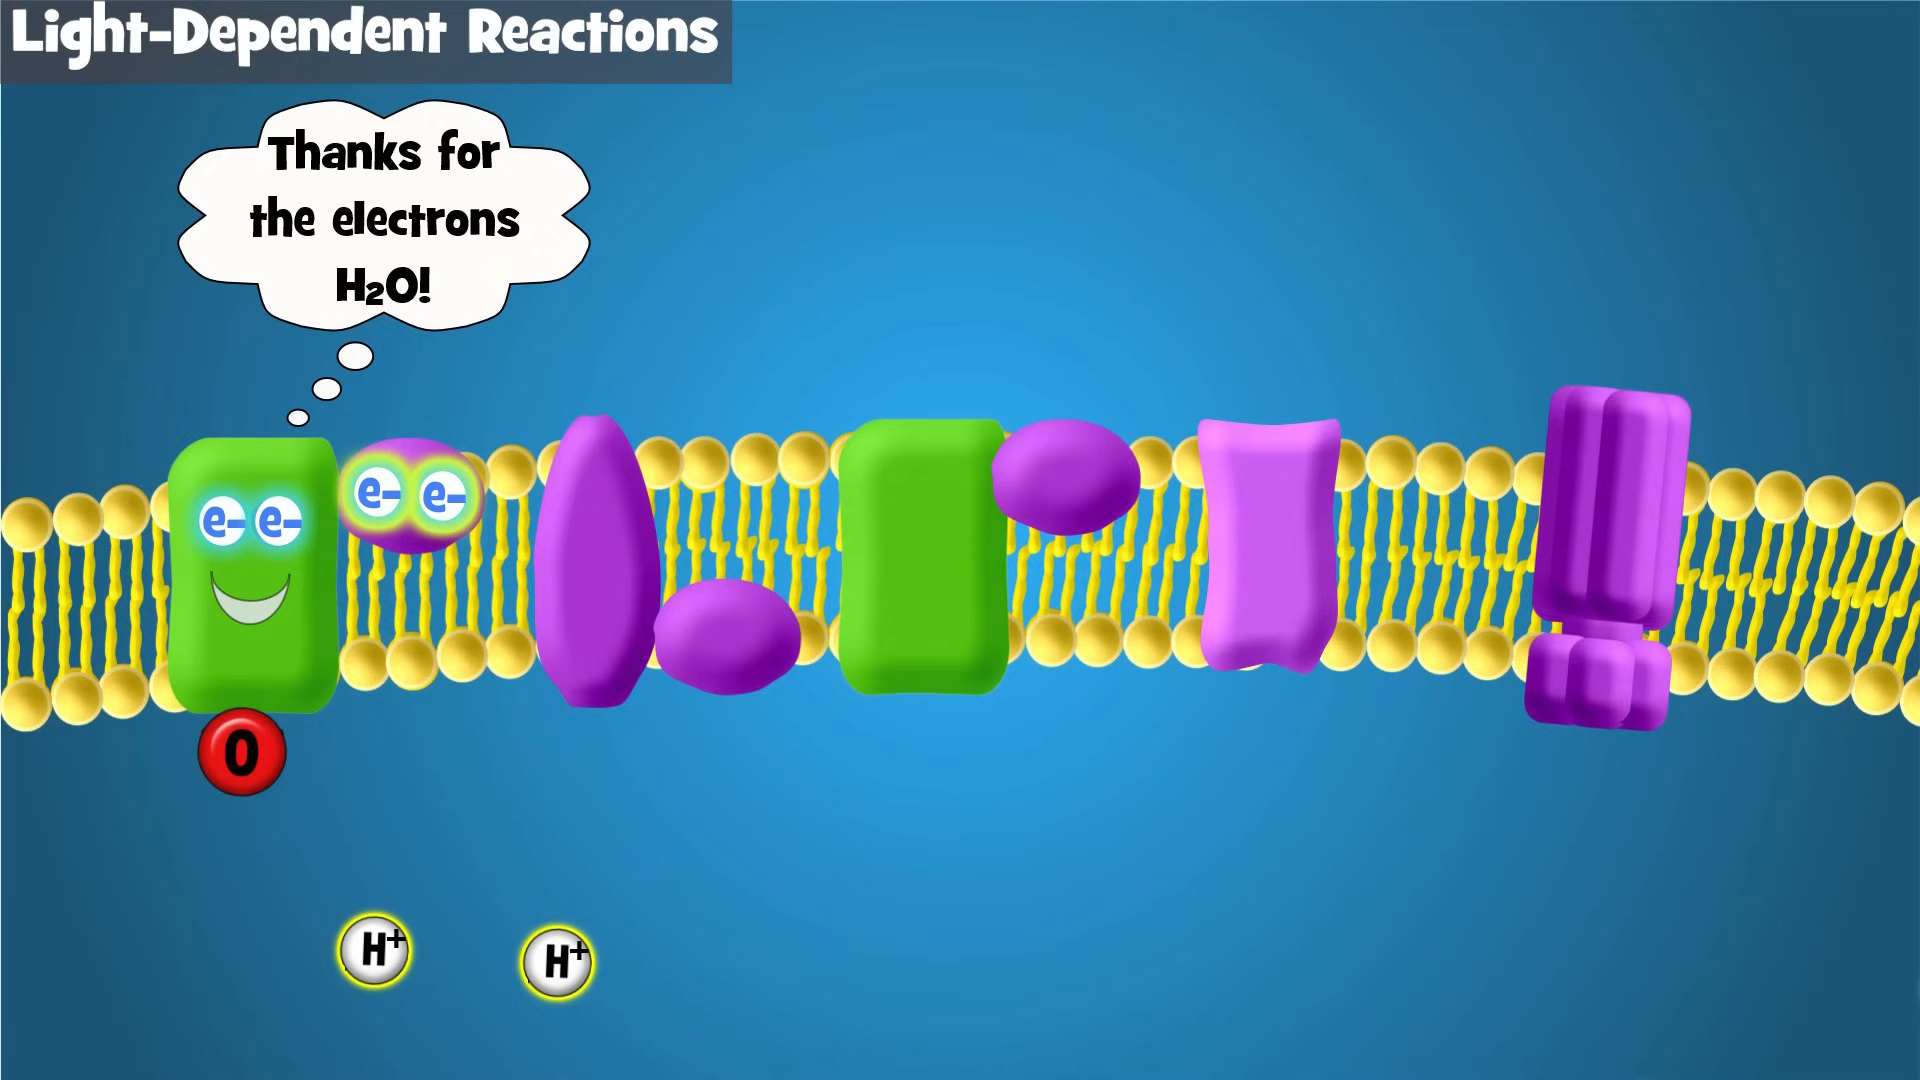 Light-Dependent Reactions
Thanks for
the electrons
H₂O!
e- e-
e- e-
O
H⁺
H⁺